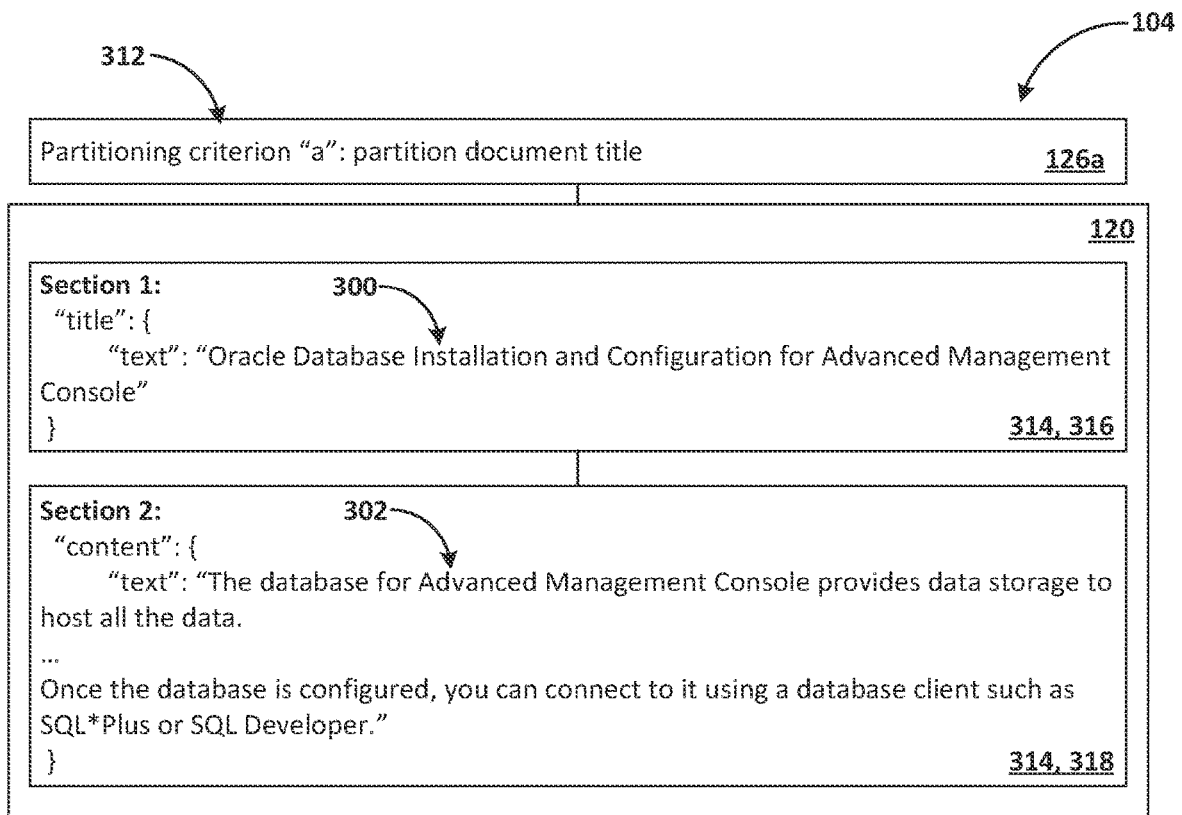 104
312
Partitioning criterion “a”: partition document title
126a
120
Section 1:
300
“title”: {
“text”: “Oracle Database Installation and Configuration for Advanced Management
Console”
}
314, 316
Section 2:
302
“content”: {
“text”: “The database for Advanced Management Console provides data storage to
host all the data.
...
Once the database is configured, you can connect to it using a database client such as
SQL*Plus or SQL Developer.”
}
314, 318